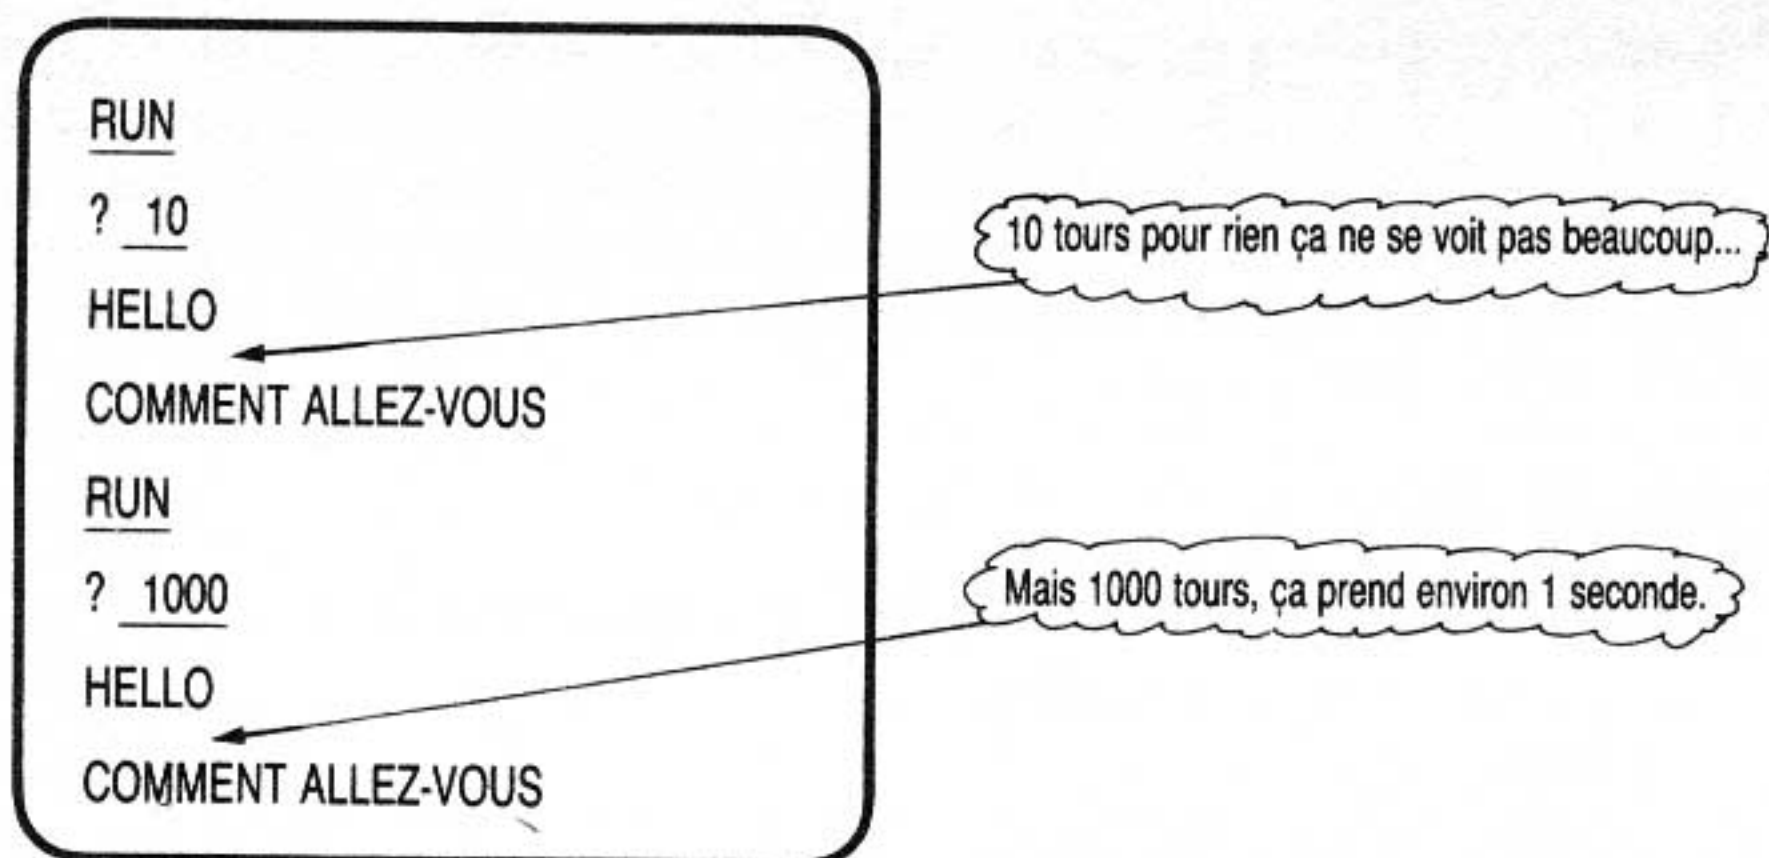 RUN
? 10
HELLO
COMMENT ALLEZ-VOUS
RUN
? 1000
HELLO
COMMENT ALLEZ-VOUS
10 tours pour rien ça ne se voit pas beaucoup...
Mais 1000 tours, ça prend environ 1 seconde.